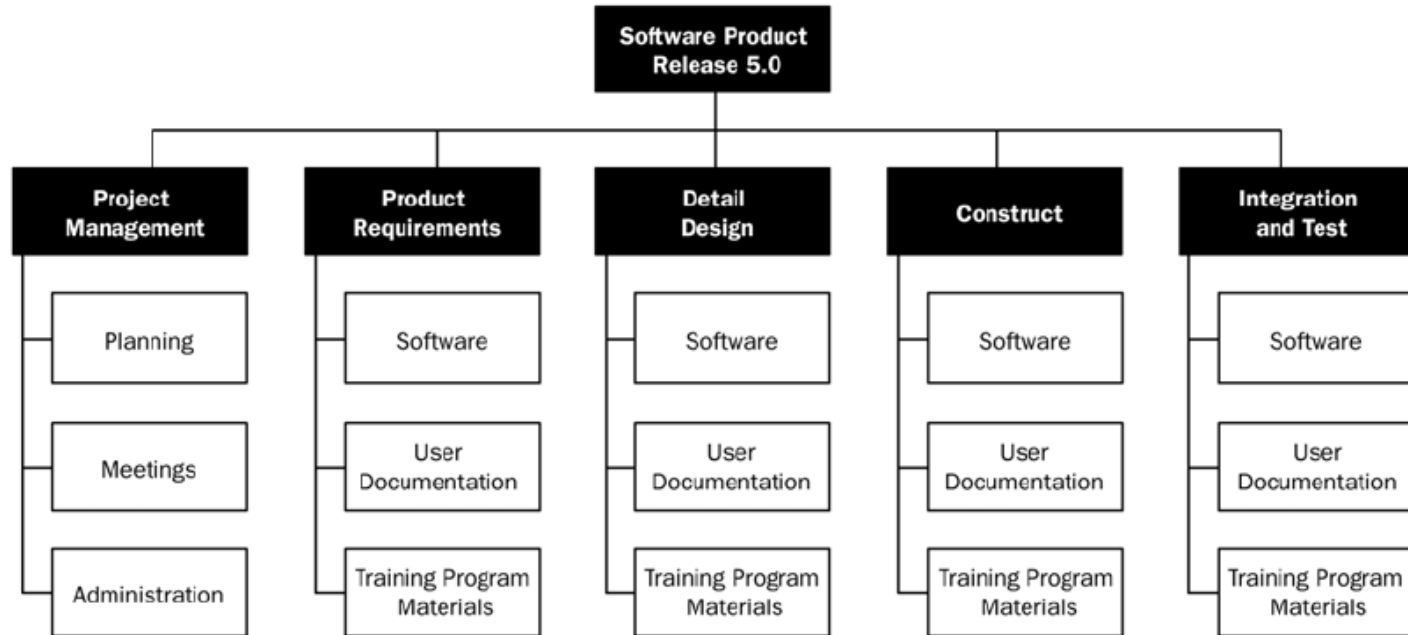 Software Product
Release 5.0
Project
Management
Product
Requirements
Detail
Design
Construct
Integration
and Test
Planning
Software
Software
Software
Software
Meetings
User
Documentation
User
Documentation
User
Documentation
User
Documentation
Administration
Training Program
Materials
Training Program
Materials
Training Program
Materials
Training Program
Materials